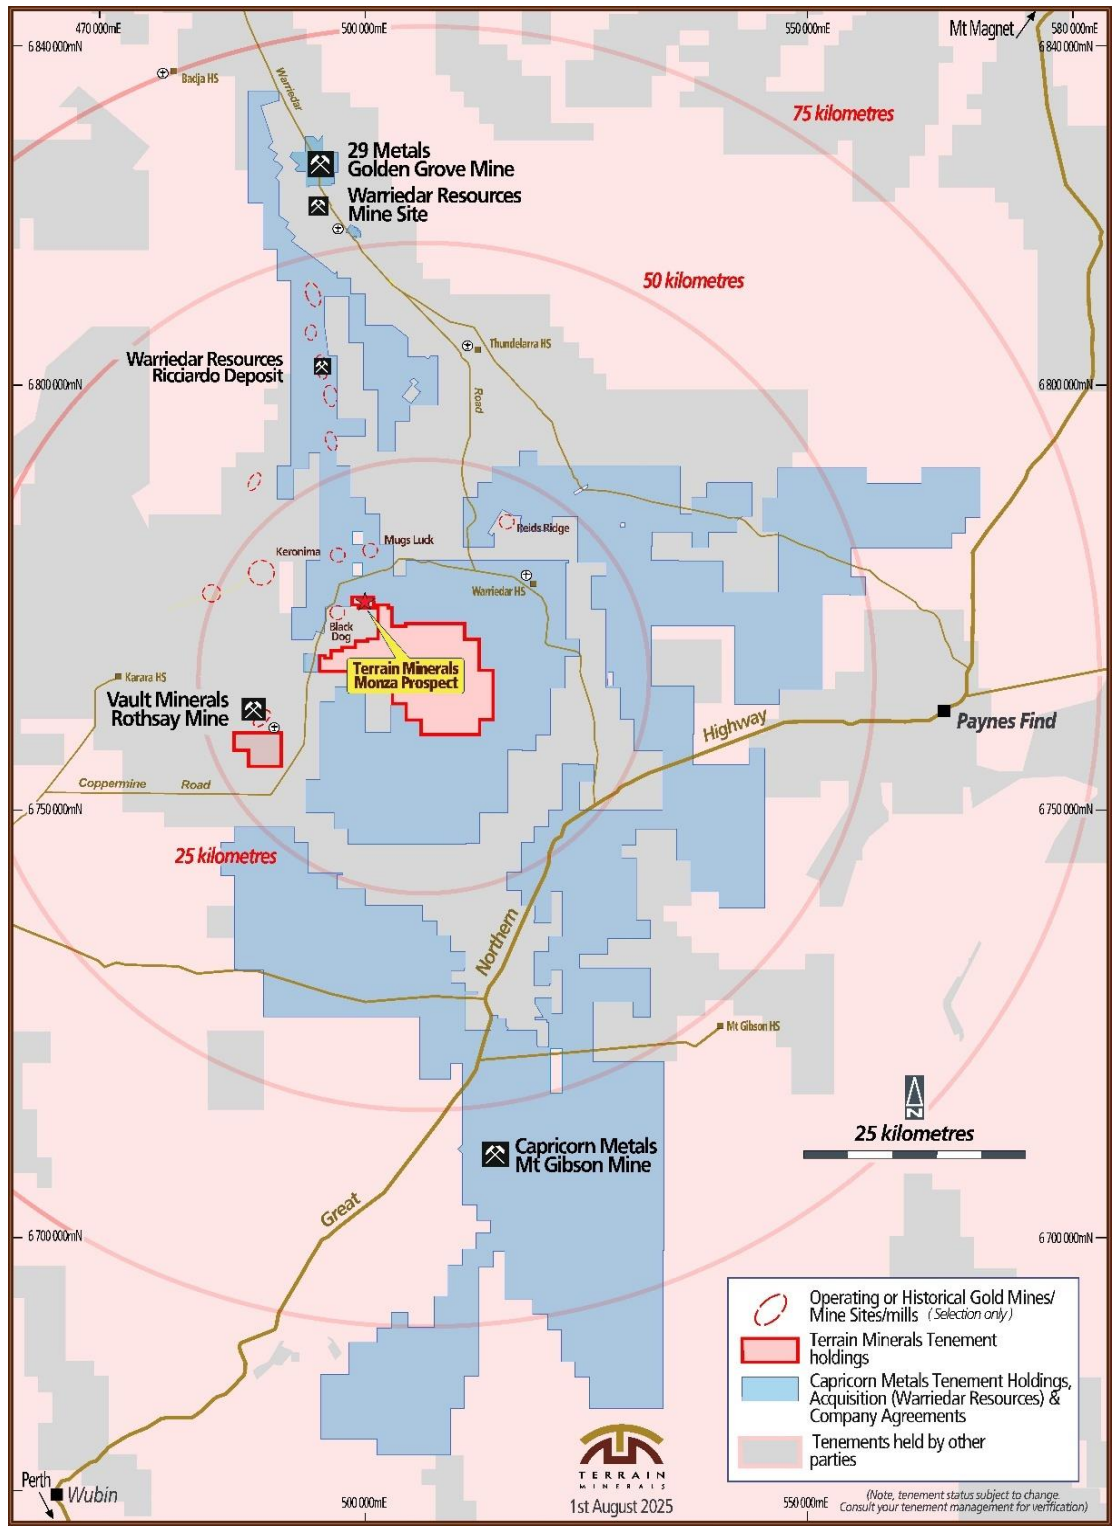 470 000mE
500 000mE
550 000mE
580 000mE
Mt Magnet
6 840 000mN
6 840 000mN
Badja HS
Warriedar
75 kilometres
29 Metals
Golden Grove Mine
Warriedar Resources
Mine Site
50 kilometres
Thundelarra HS
Warriedar Resources
Ricciardo Deposit
6 800 000mN
6 800 000mN
Road
Reids Ridge
Mugs Luck
Keronima
Warriedar HS
Black
Dog
Terrain Minerals
Monza Prospect
Karara HS
Vault Minerals
Rothsay Mine
Highway
Paynes Find
Coppermine Road
6 750 000mN
6 750 000mN
25 kilometres
Northern
Mt Gibson HS
N
25 kilometres
Capricorn Metals
Mt Gibson Mine
Great
6 700 000mN
6 700 000mN
Operating or Historical Gold Mines/
Mine Sites/mills (Selection only)
Terrain Minerals Tenement
holdings
Capricorn Metals Tenement Holdings,
Acquisition (Warriedar Resources) &
Company Agreements
Tenements held by other
parties
Perth
Wubin
TERRAIN
MINERALS
1st August 2025
500 000mE
550 000mE
(Note, tenement status subject to change.
Consult your tenement management for verification)